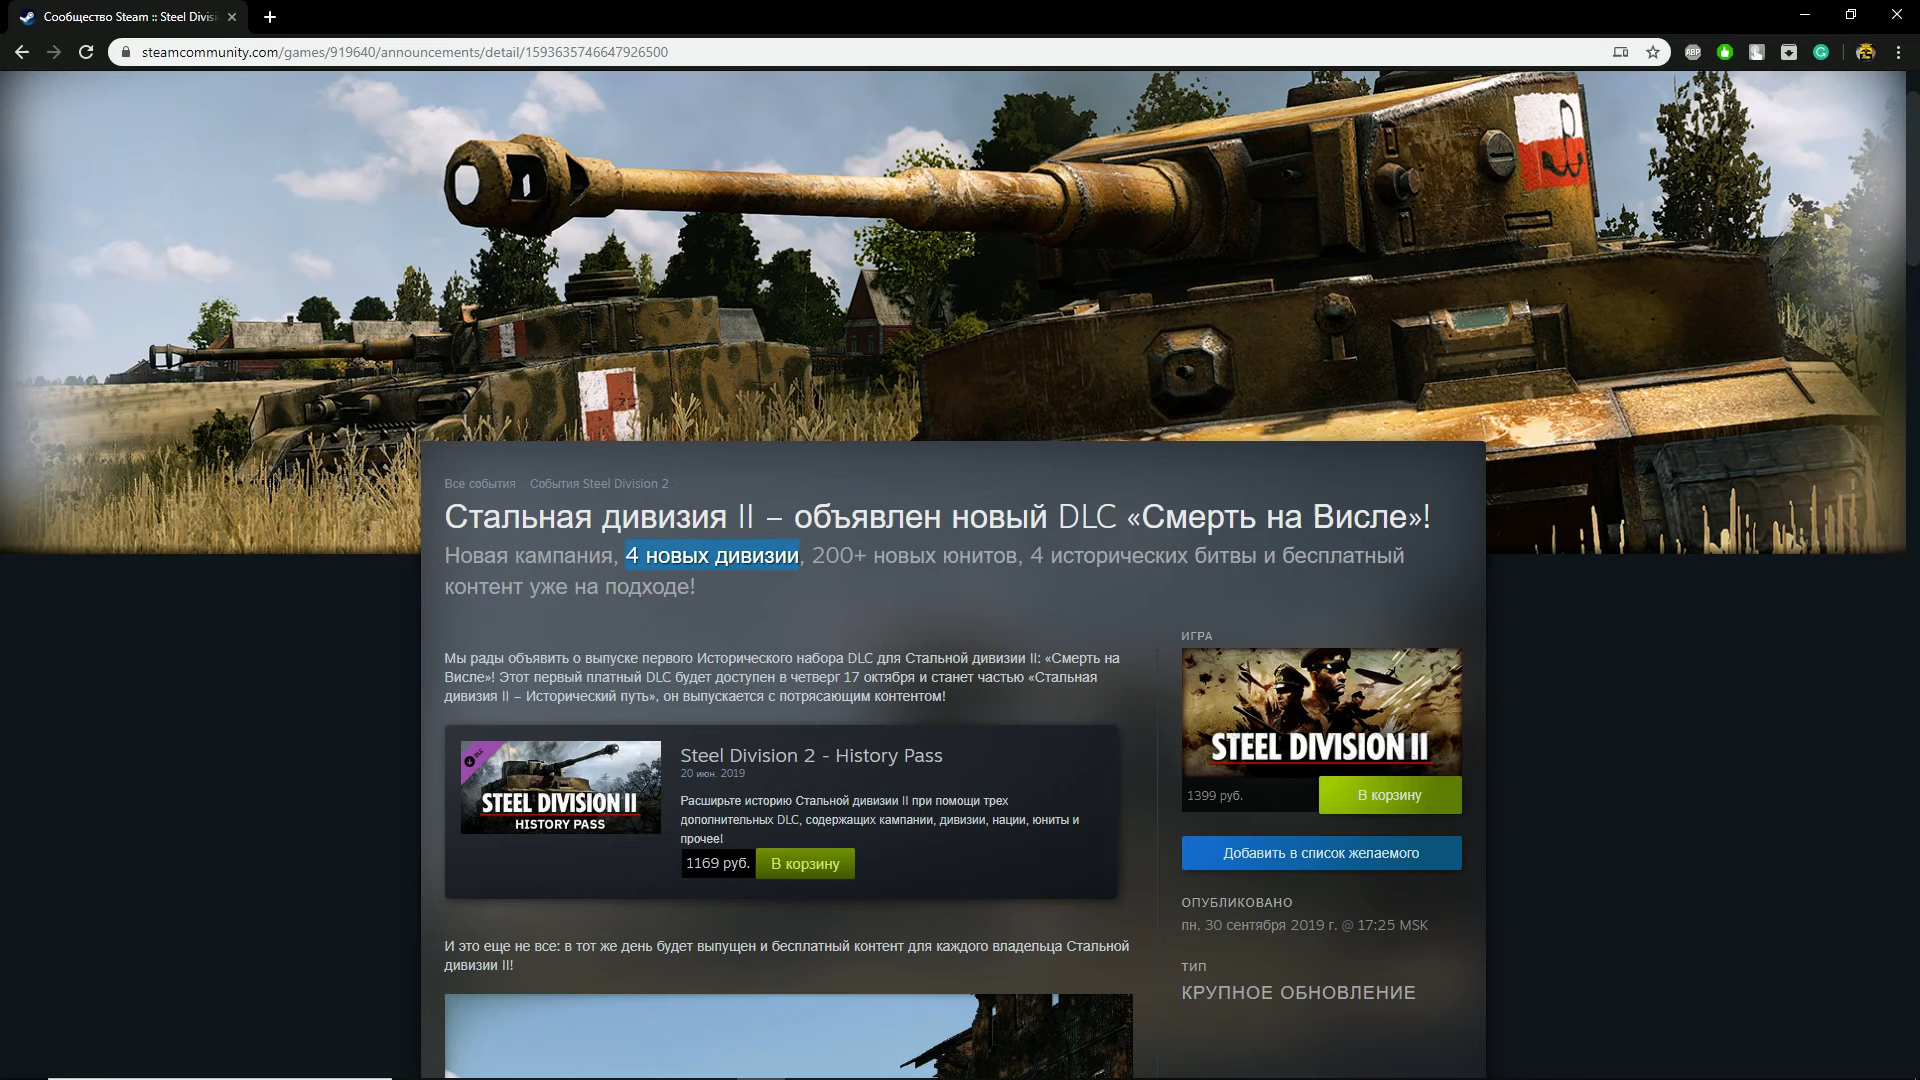 Сообщество Steam :: Steel Divisi
steamcommunity.com/games/919640/announcements/detail/1593635746647926500
ABP
Все события События Steel Division 2
Стальная дивизия II – объявлен новый DLC «Смерть на Висле»!
Новая кампания, 4 новых дивизии, 200+ новых юнитов, 4 исторических битвы и бесплатный
контент уже на подходе!
Мы рады объявить о выпуске первого Исторического набора DLC для Стальной дивизии II: «Смерть на
Висле»! Этот первый платный DLC будет доступен в четверг 17 октября и станет частью «Стальная
дивизия II – Исторический путь», он выпускается с потрясающим контентом!
DLC
STEEL DIVISION II
HISTORY PASS
Steel Division 2 - History Pass
20 июн. 2019
Расширьте историю Стальной дивизии II при помощи трех
дополнительных DLC, содержащих кампании, дивизии, нации, юниты и
прочее!
1169 руб. В корзину
И это еще не все: в тот же день будет выпущен и бесплатный контент для каждого владельца Стальной
дивизии II!
ИГРА
STEEL DIVISION II
1399 руб. В корзину
Добавить в список желаемого
ОПУБЛИКОВАНО
пн, 30 сентября 2019 г. @ 17:25 MSK
ТИП
КРУПНОЕ ОБНОВЛЕНИЕ